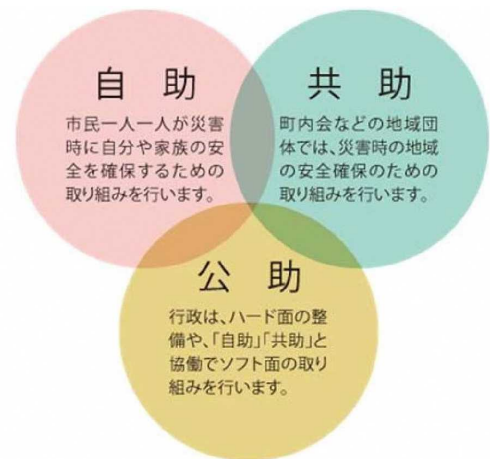 自　助
市民一人一人が災害
時に自分や家族の安
全を確保するための
取り組みを行います。
共　助
町内会などの地域団
体では、災害時の地域
の安全確保のための
取り組みを行います。
公　助
行政は、ハード面の整
備や、「自助」「共助」と
協働でソフト面の取り
組みを行います。